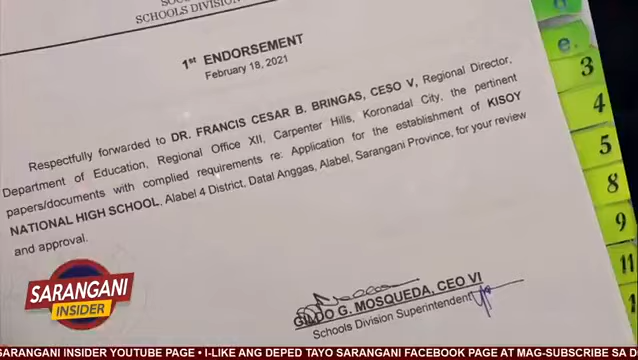 SCHOOLS DIVISION
1st ENDORSEMENT
February 18, 2021
Respectfully forwarded to DR. FRANCIS CESAR B. BRINGAS, CESO V, Regional Director,
Department of Education, Regional Office XII, Carpenter Hills, Koronadal City, the pertinent
papers/documents with complied requirements re: Application for the establishment of KISOY
NATIONAL HIGH SCHOOL, Alabel 4 District, Datal Anggas, Alabel, Sarangani Province, for your review
and approval.
GILDO G. MOSQUEDA, CEO VI
Schools Division Superintendent
e.
3
4
5
8
9
11
SARANGANI
INSIDER
SARANGANI INSIDER YOUTUBE PAGE • I-LIKE ANG DEPED TAYO SARANGANI FACEBOOK PAGE AT MAG-SUBSCRIBE SA